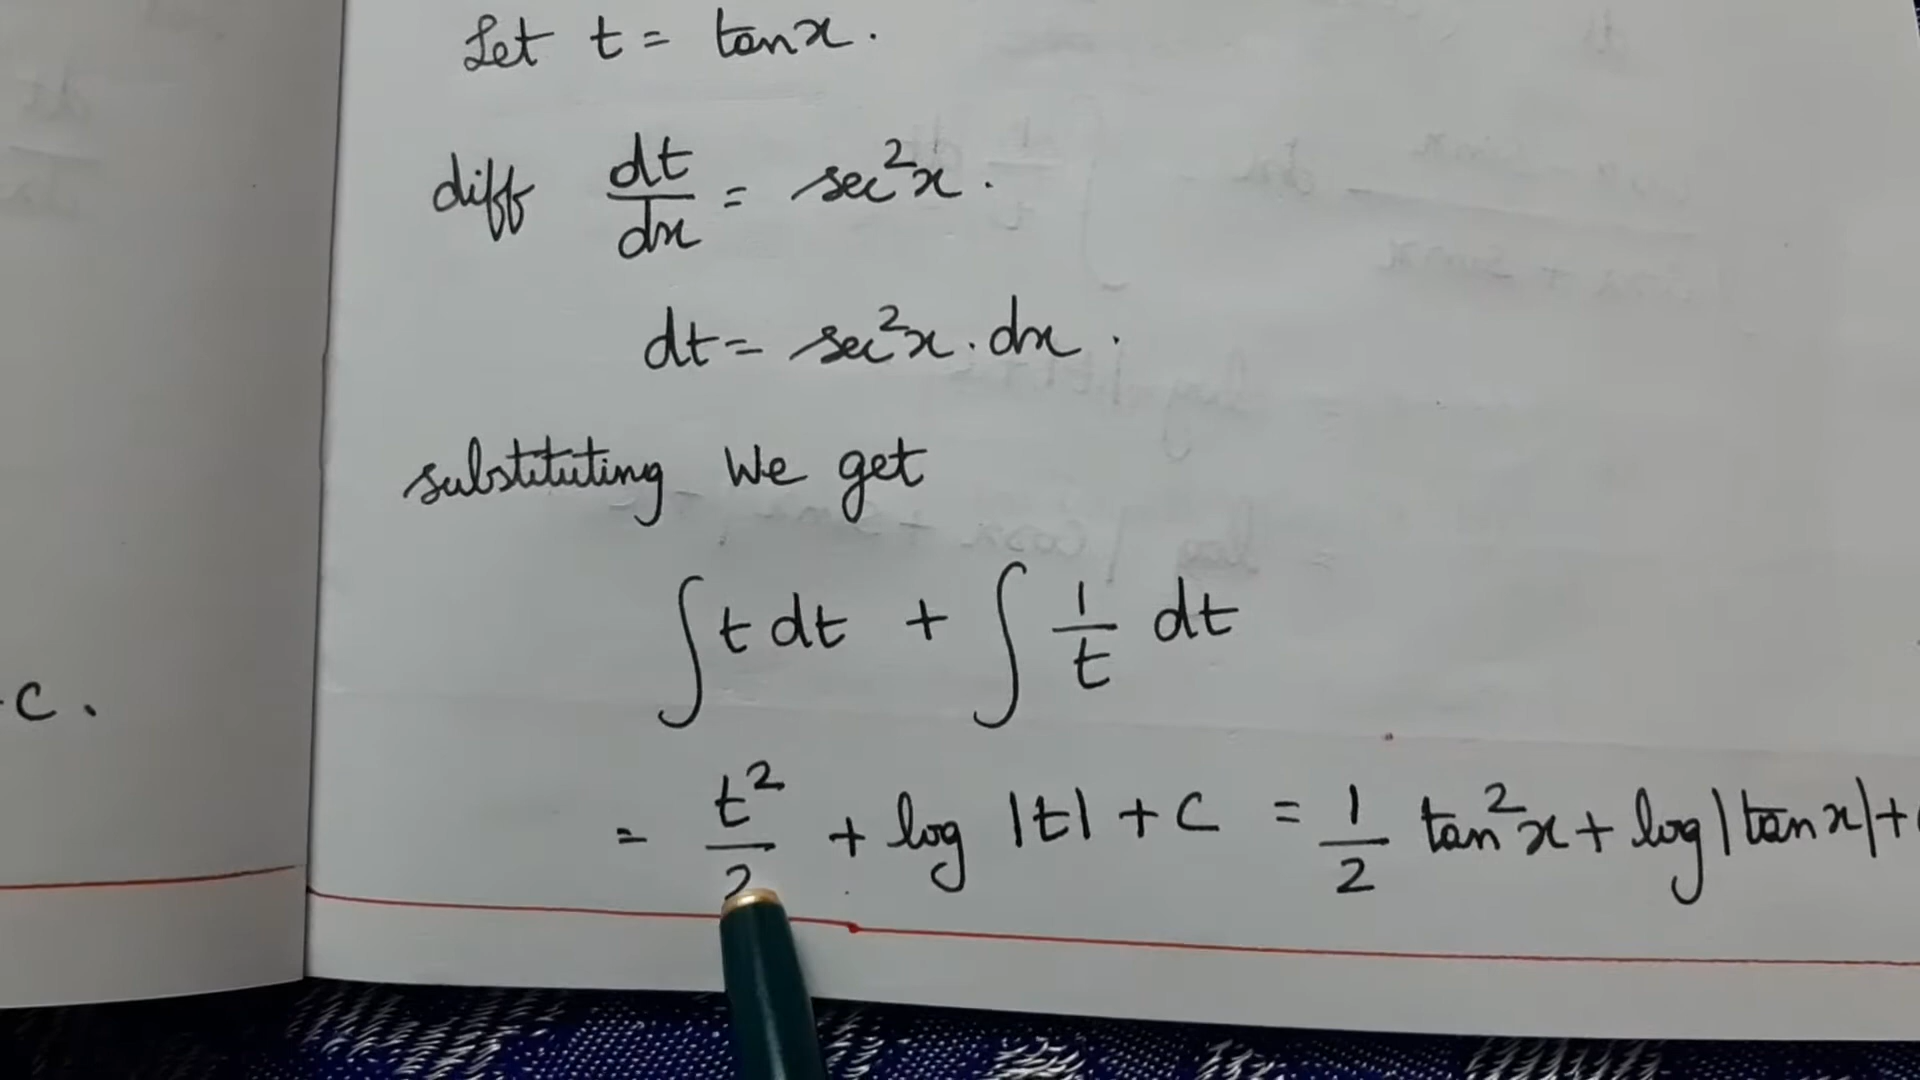 Let t = tanx.
diff dt/dx = sec²x.
dt = sec²x . dx .
substituting We get
∫ t dt + ∫ 1/t dt
C .
= t²/2 + log |t| + C = 1/2 tan²x + log|tan x| +